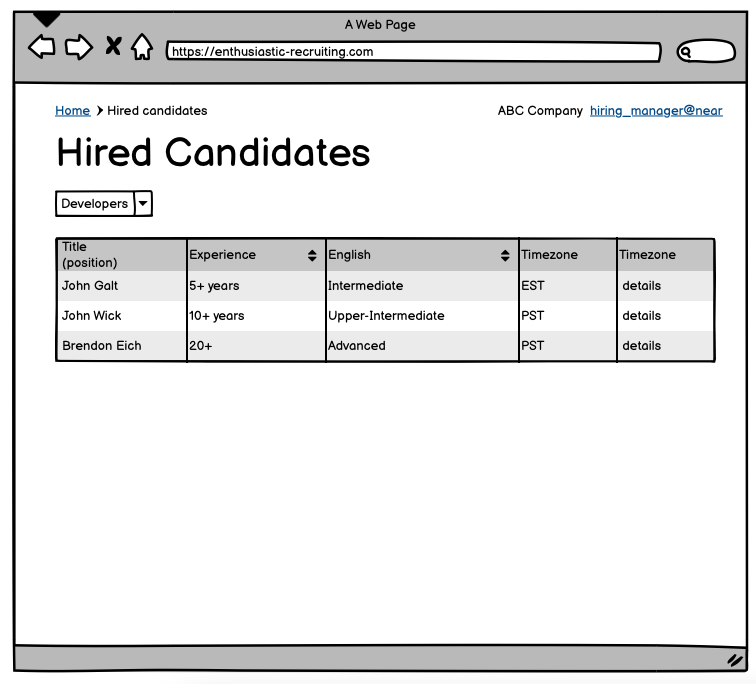 A Web Page
https://enthusiastic-recruiting.com
Home > Hired candidates ABC Company hiring_manager@near
Hired Candidates
Developers
Title (position) Experience English Timezone Timezone
John Galt 5+ years Intermediate EST details
John Wick 10+ years Upper-Intermediate PST details
Brendon Eich 20+ Advanced PST details